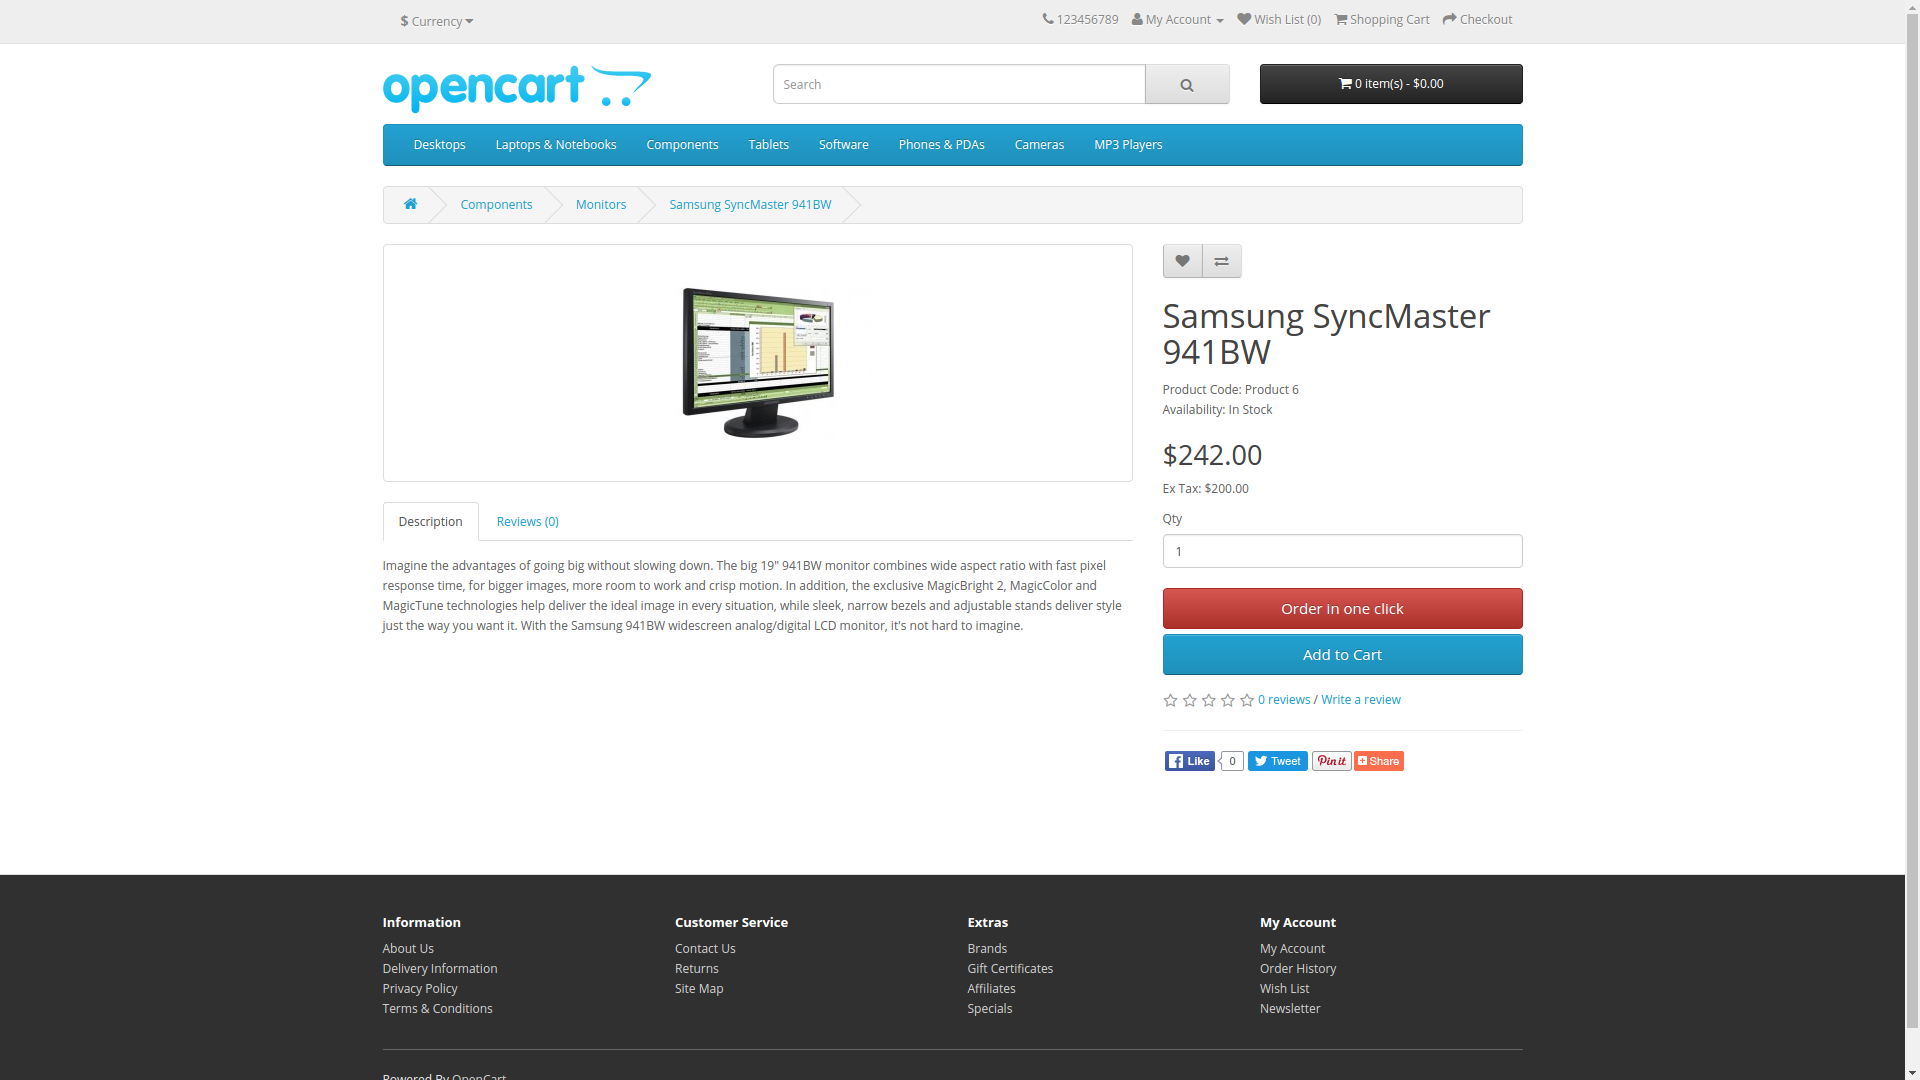 $ Currency
123456789
My Account
Wish List (0)
Shopping Cart
Checkout
opencart
Search
0 item(s) - $0.00
Desktops
Laptops & Notebooks
Components
Tablets
Software
Phones & PDAs
Cameras
MP3 Players
Components
Monitors
Samsung SyncMaster 941BW
Samsung SyncMaster
941BW
Product Code: Product 6
Availability: In Stock
$242.00
Ex Tax: $200.00
Qty
1
Order in one click
Add to Cart
0 reviews / Write a review
Like
0
Tweet
Pin it
Share
Description
Reviews (0)
Imagine the advantages of going big without slowing down. The big 19" 941BW monitor combines wide aspect ratio with fast pixel
response time, for bigger images, more room to work and crisp motion. In addition, the exclusive MagicBright 2, MagicColor and
MagicTune technologies help deliver the ideal image in every situation, while sleek, narrow bezels and adjustable stands deliver style
just the way you want it. With the Samsung 941BW widescreen analog/digital LCD monitor, it's not hard to imagine.
Information
About Us
Delivery Information
Privacy Policy
Terms & Conditions
Customer Service
Contact Us
Returns
Site Map
Extras
Brands
Gift Certificates
Affiliates
Specials
My Account
My Account
Order History
Wish List
Newsletter
Powered By OpenCart